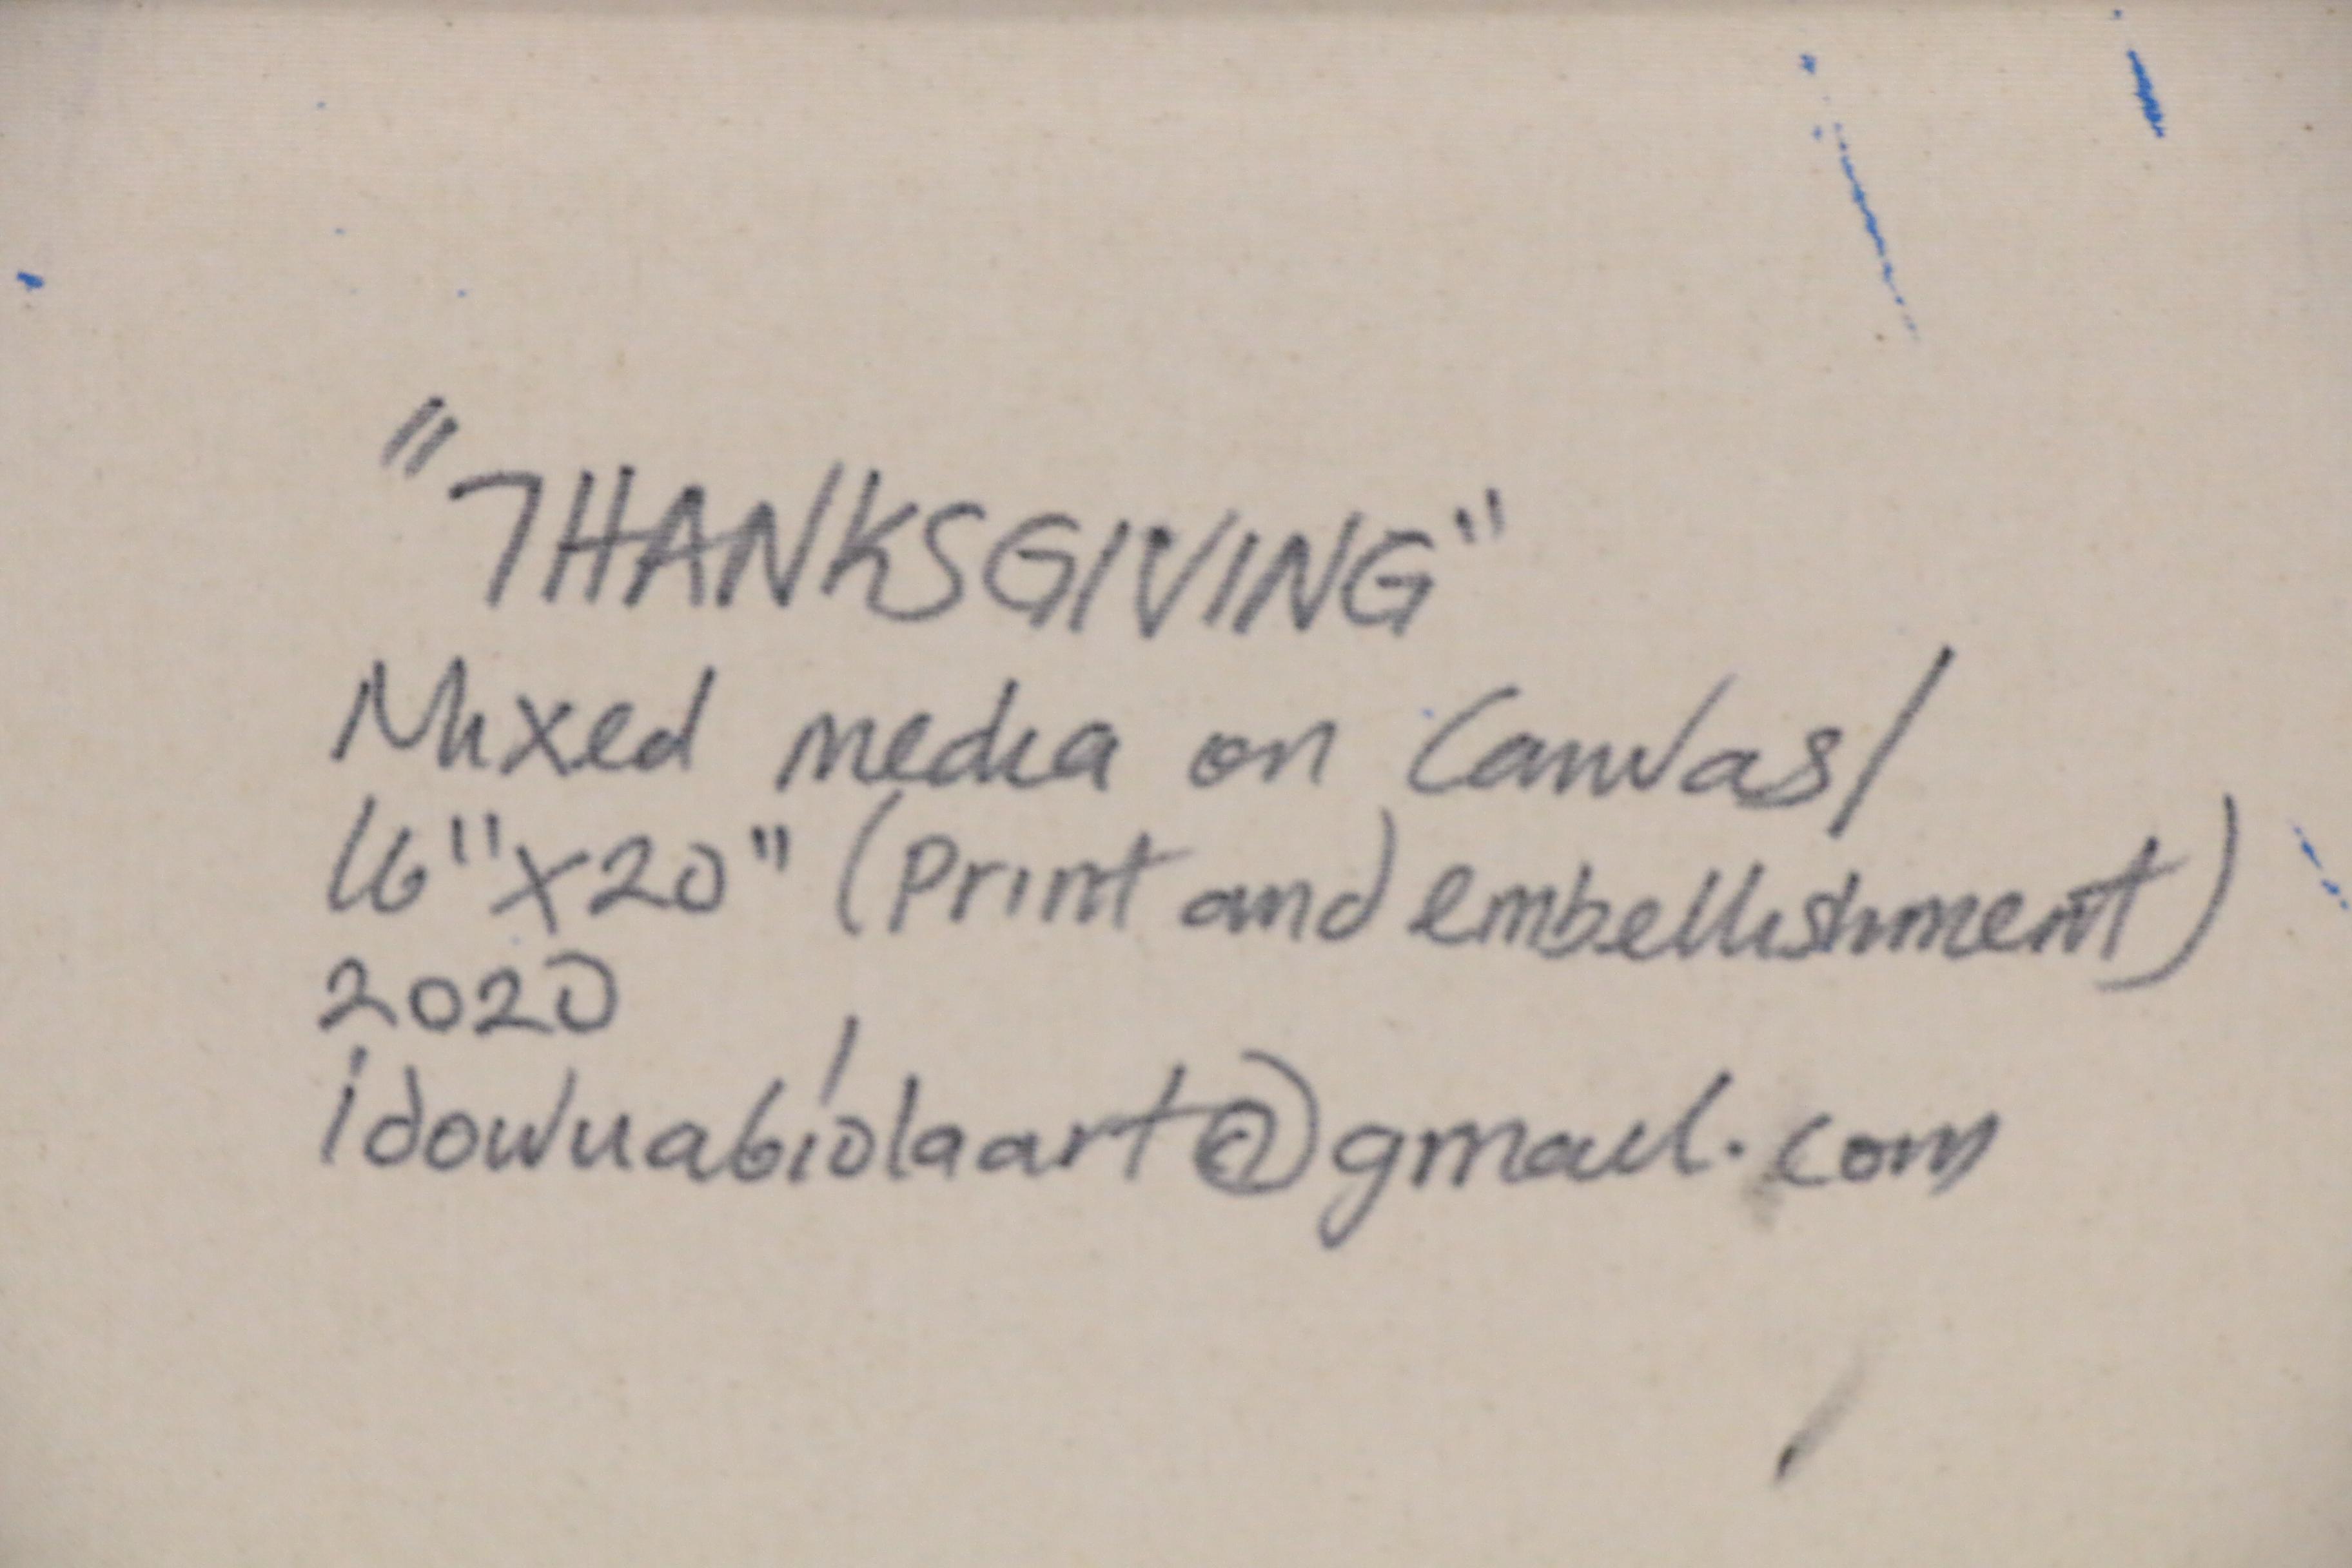 "THANKSGIVING"
Mixed media on Canvas/
16"X20" (Print and embellishment)
2020
idowuabiolaart@gmail.com